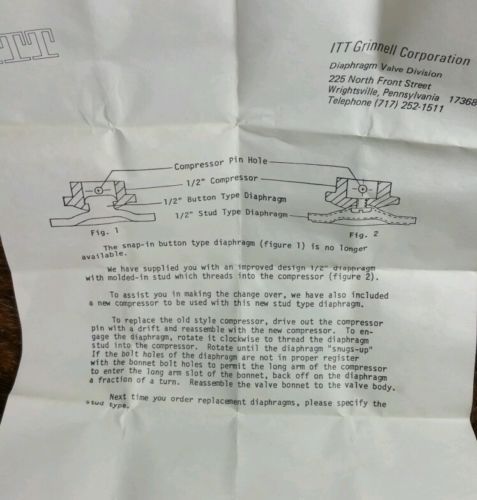 ITT
ITT Grinnell Corporation
Diaphragm Valve Division
225 North Front Street
Wrightsville, Pennsylvania 17368
Telephone (717) 252-1511
Compressor Pin Hole
1/2" Compressor
1/2" Button Type Diaphragm
1/2" Stud Type Diaphragm
Fig. 1
Fig. 2
The snap-in button type diaphragm (figure 1) is no longer
available.
We have supplied you with an improved design 1/2" diaphragm
with molded-in stud which threads into the compressor (figure 2).
To assist you in making the change over, we have also included
a new compressor to be used with this new stud type diaphragm.
To replace the old style compressor, drive out the compressor
pin with a drift and reassemble with the new compressor. To en-
gage the diaphragm, rotate it clockwise to thread the diaphragm
stud into the compressor. Rotate until the diaphragm "snugs-up"
If the bolt holes of the diaphragm are not in proper register
with the bonnet bolt holes to permit the long arm of the compressor
to enter the long arm slot of the bonnet, back off on the diaphragm
a fraction of a turn. Reassemble the valve bonnet to the valve body.
Next time you order replacement diaphragms, please specify the
stud type.